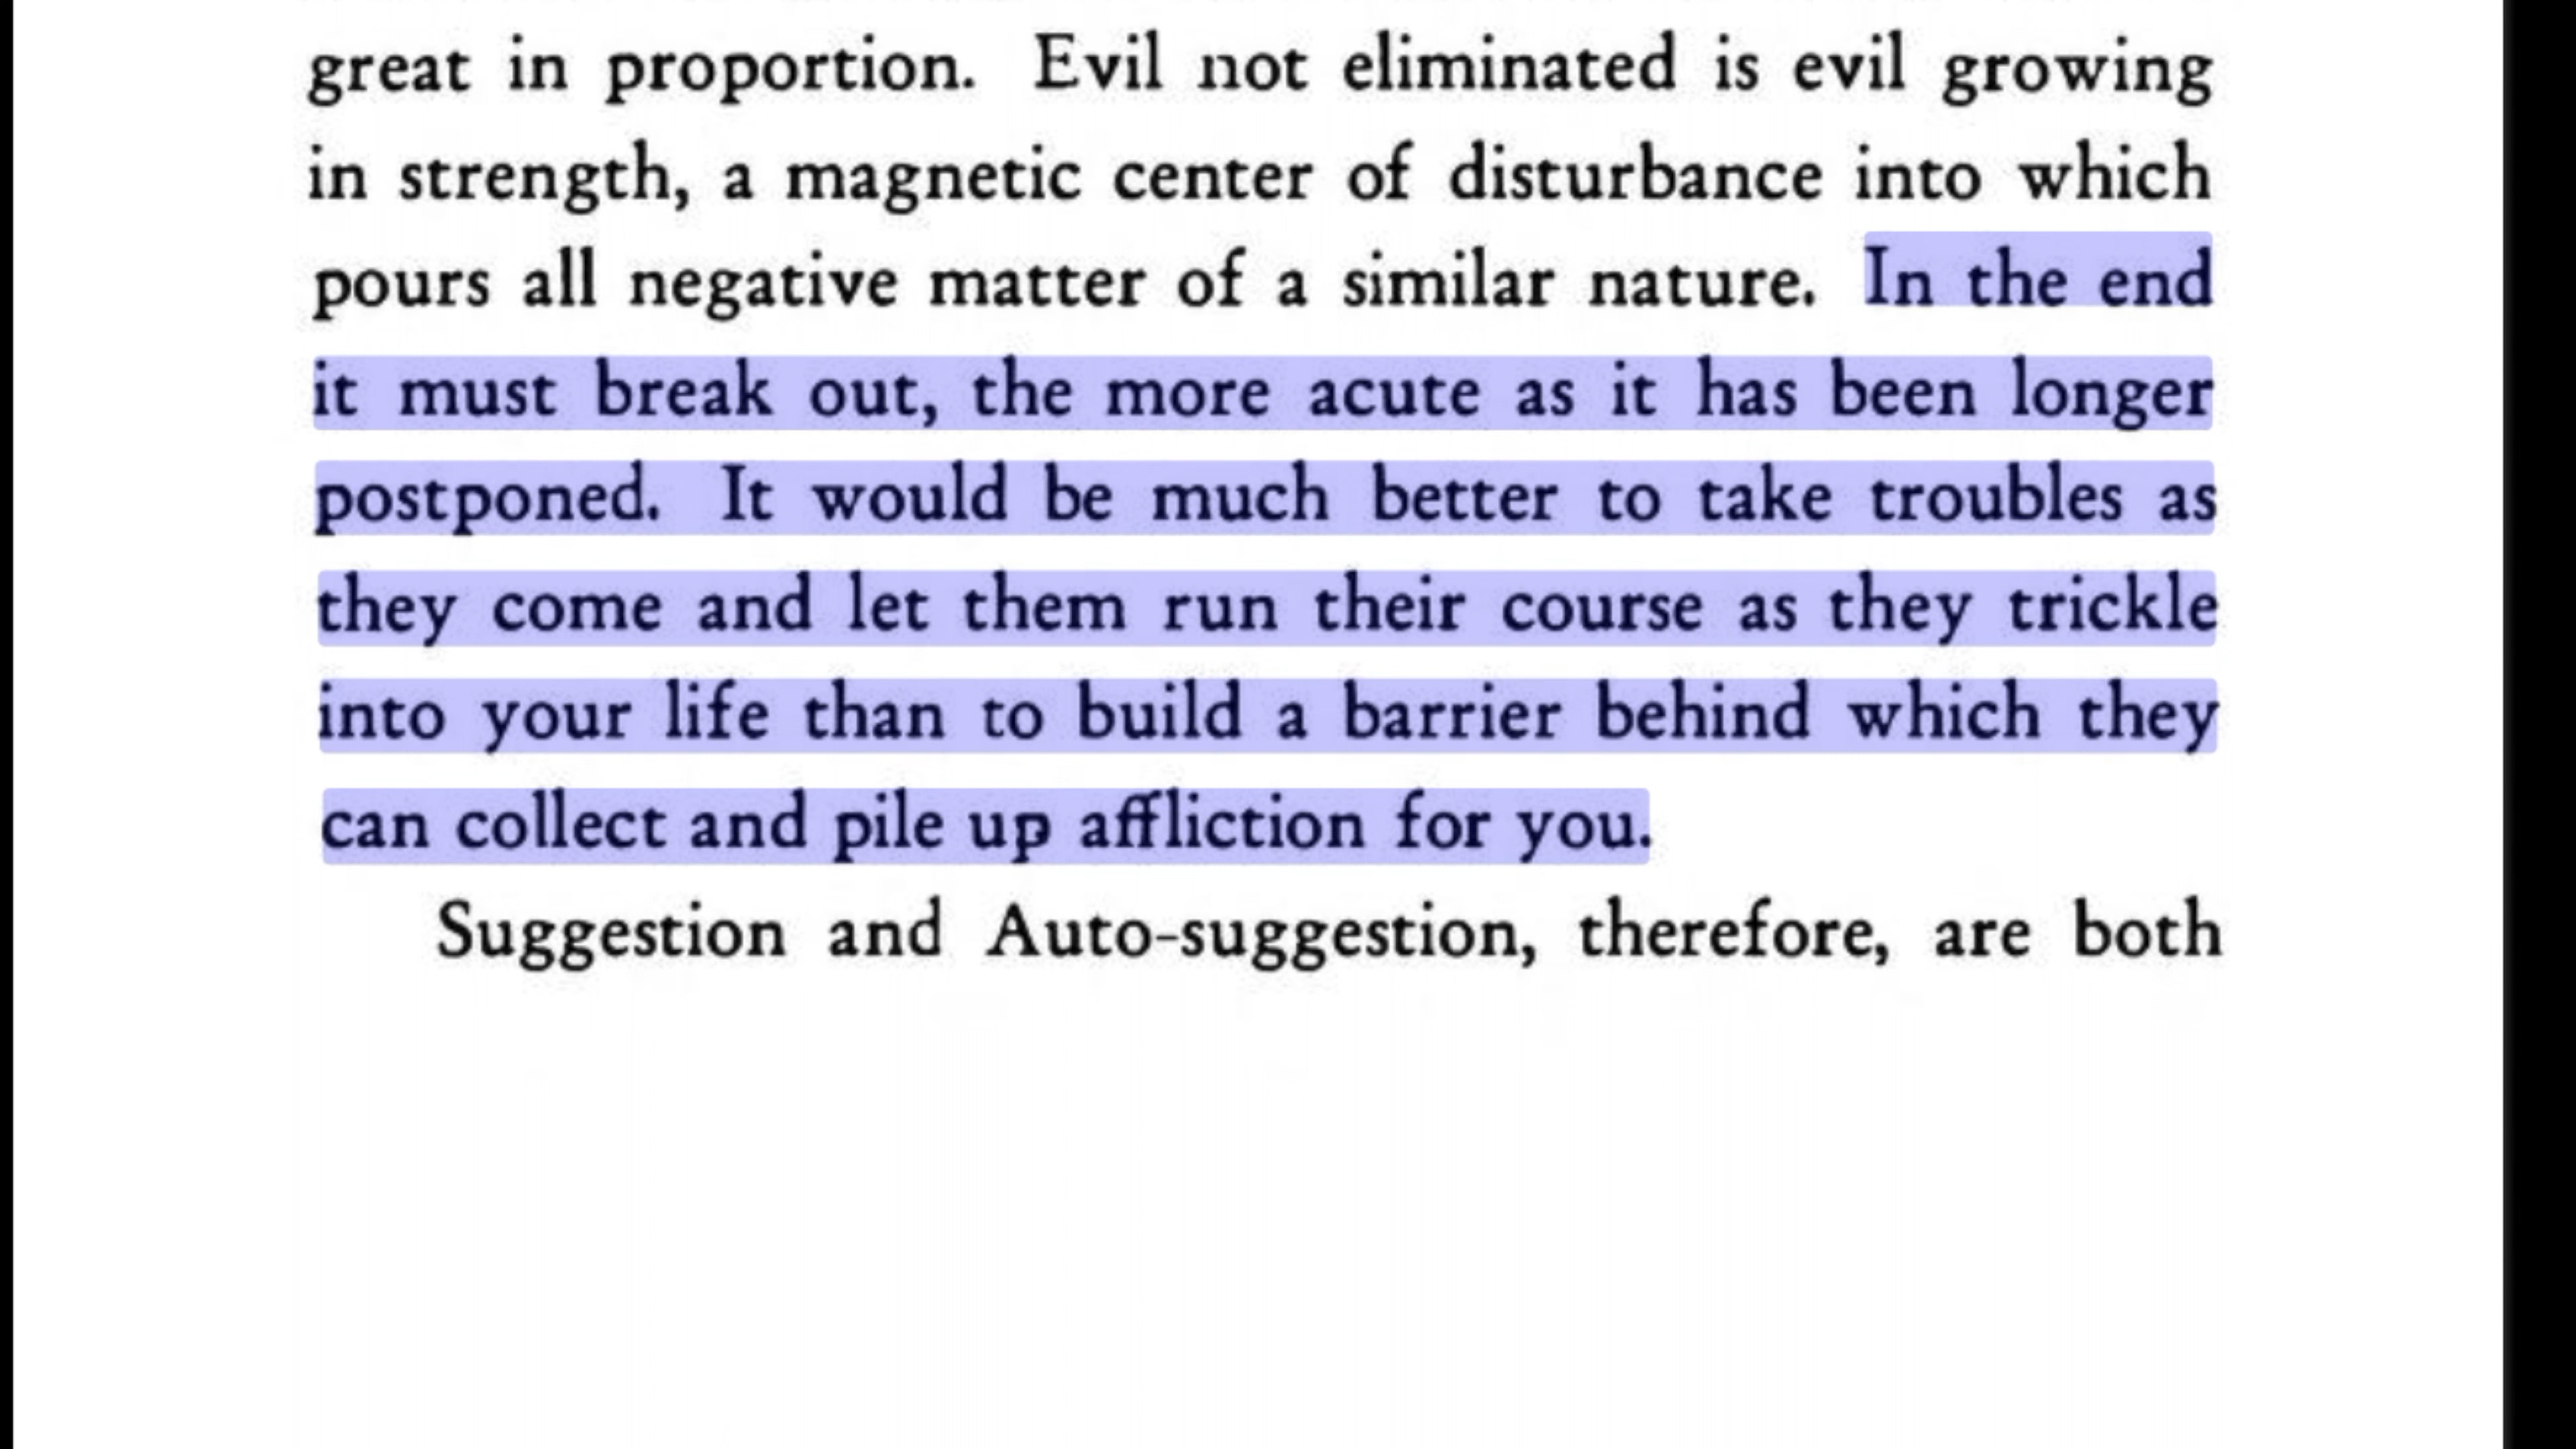 great in proportion. Evil not eliminated is evil growing
in strength, a magnetic center of disturbance into which
pours all negative matter of a similar nature. In the end
it must break out, the more acute as it has been longer
postponed. It would be much better to take troubles as
they come and let them run their course as they trickle
into your life than to build a barrier behind which they
can collect and pile up affliction for you.
Suggestion and Auto-suggestion, therefore, are both